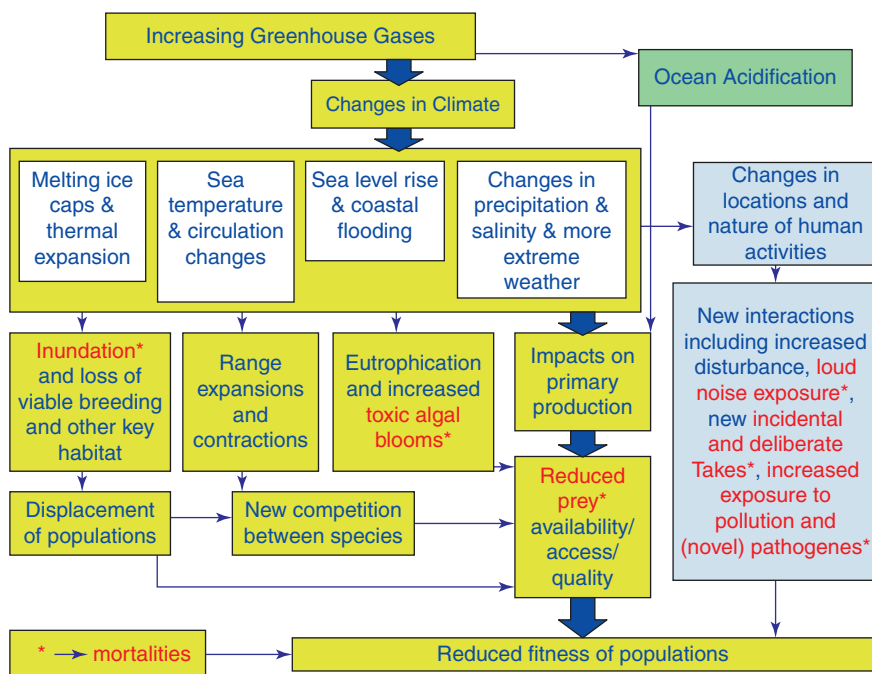 Increasing Greenhouse Gases
Ocean Acidification
Changes in Climate
Melting ice
caps &
thermal
expansion
Sea
temperature
& circulation
changes
Sea level rise
& coastal
flooding
Changes in
precipitation &
salinity & more
extreme
weather
Changes in
locations and
nature of human
activities
Inundation*
and loss of
viable breeding
and other key
habitat
Range
expansions
and
contractions
Eutrophication
and increased
toxic algal
blooms*
Impacts on
primary
production
New interactions
including increased
disturbance, loud
noise exposure*,
new incidental
and deliberate
Takes*, increased
exposure to
pollution and
(novel) pathogenes*
Displacement
of populations
New competition
between species
Reduced
prey*
availability/
access/
quality
* → mortalities
Reduced fitness of populations